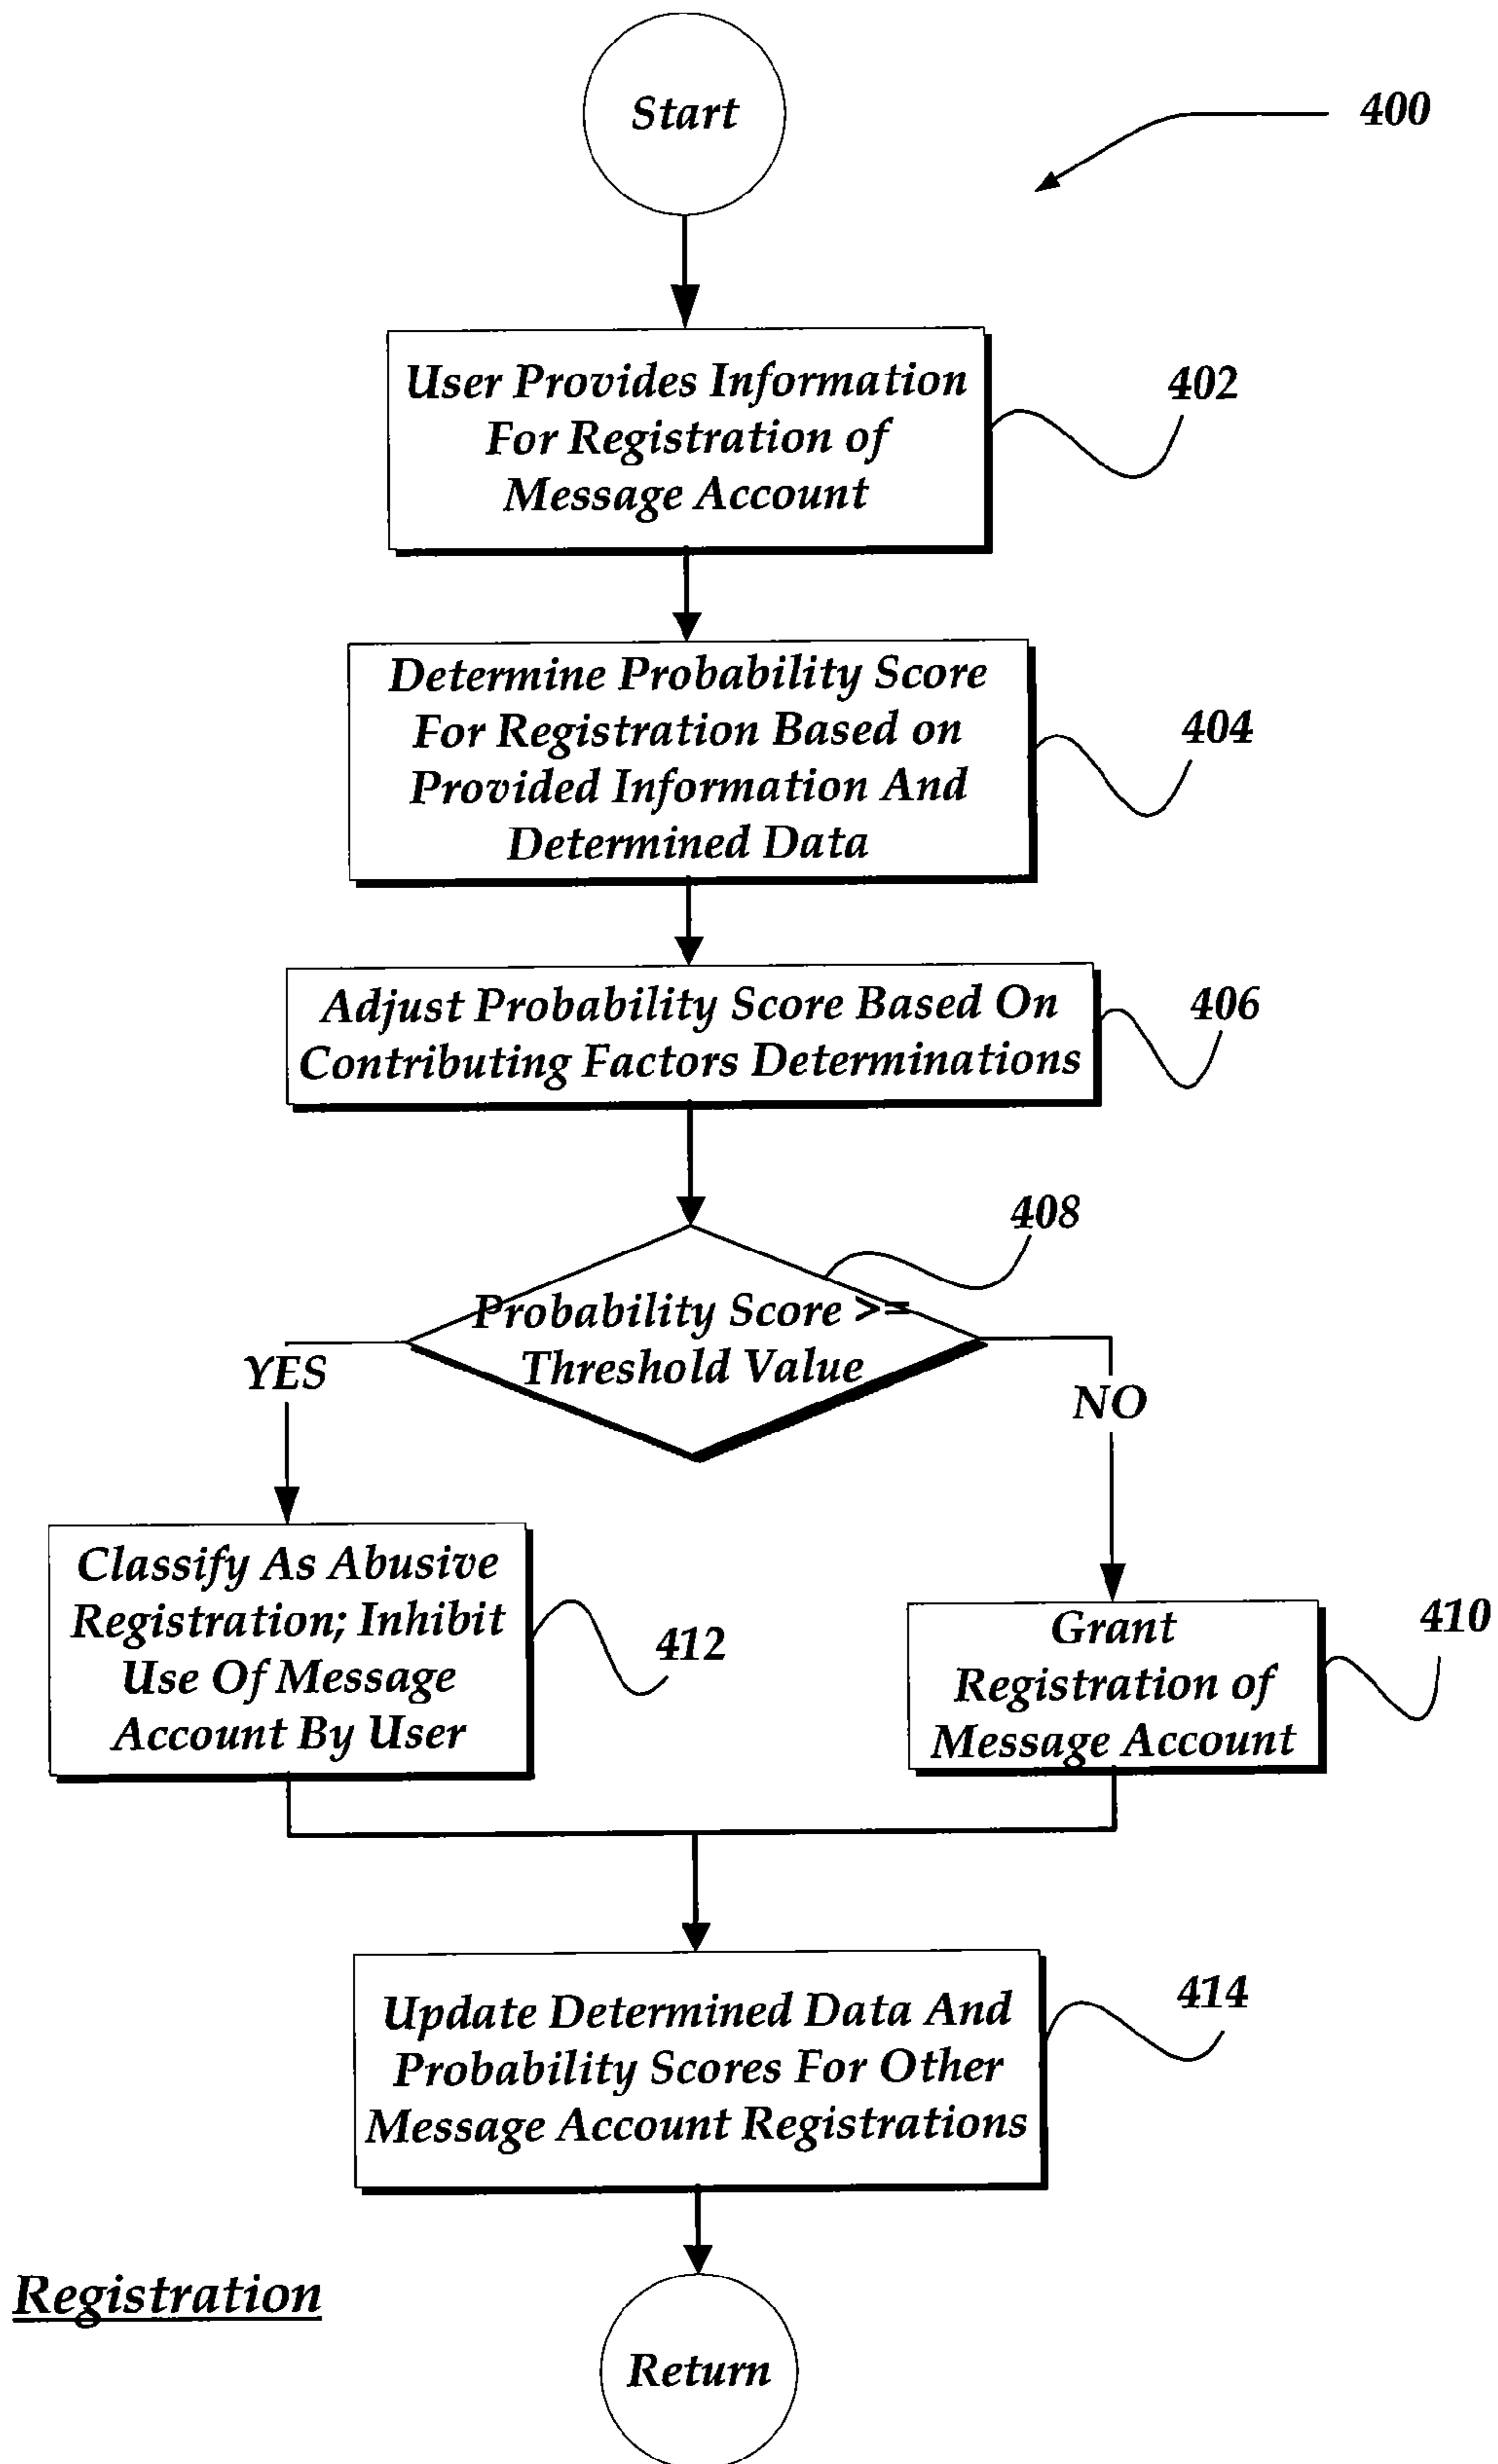 Start
400
User Provides Information
For Registration of
Message Account
402
Determine Probability Score
For Registration Based on
Provided Information And
Determined Data
404
Adjust Probability Score Based On
Contributing Factors Determinations
406
408
Probability Score >=
Threshold Value
YES
NO
Classify As Abusive
Registration; Inhibit
Use Of Message
Account By User
412
Grant
Registration of
Message Account
410
Update Determined Data And
Probability Scores For Other
Message Account Registrations
414
Registration
Return